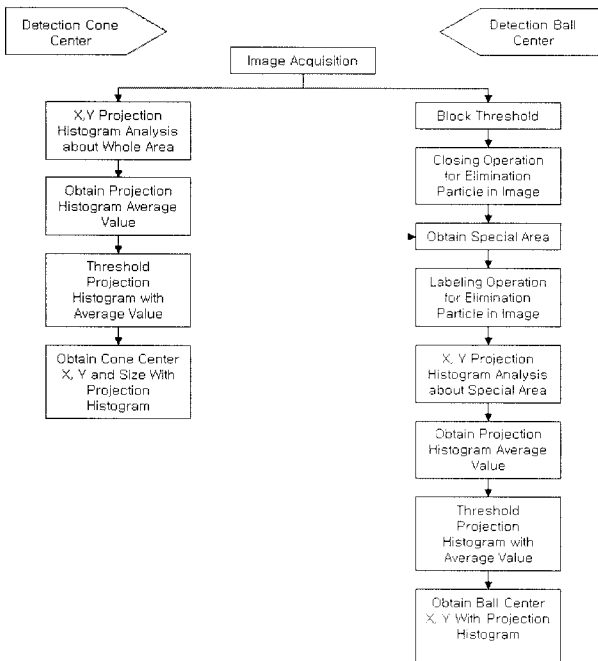 Detection Cone
Center
Detection Ball
Center
Image Acquisition
X,Y Projection
Histogram Analysis
about Whole Area
Obtain Projection
Histogram Average
Value
Threshold
Projection
Histogram with
Average Value
Obtain Cone Center
X, Y and Size With
Projection
Histogram
Block Threshold
Closing Operation
for Elimination
Particle in Image
Obtain Special Area
Labeling Operation
for Elimination
Particle in Image
X, Y Projection
Histogram Analysis
about Special Area
Obtain Projection
Histogram Average
Value
Threshold
Projection
Histogram with
Average Value
Obtain Ball Center
X, Y With Projection
Histogram